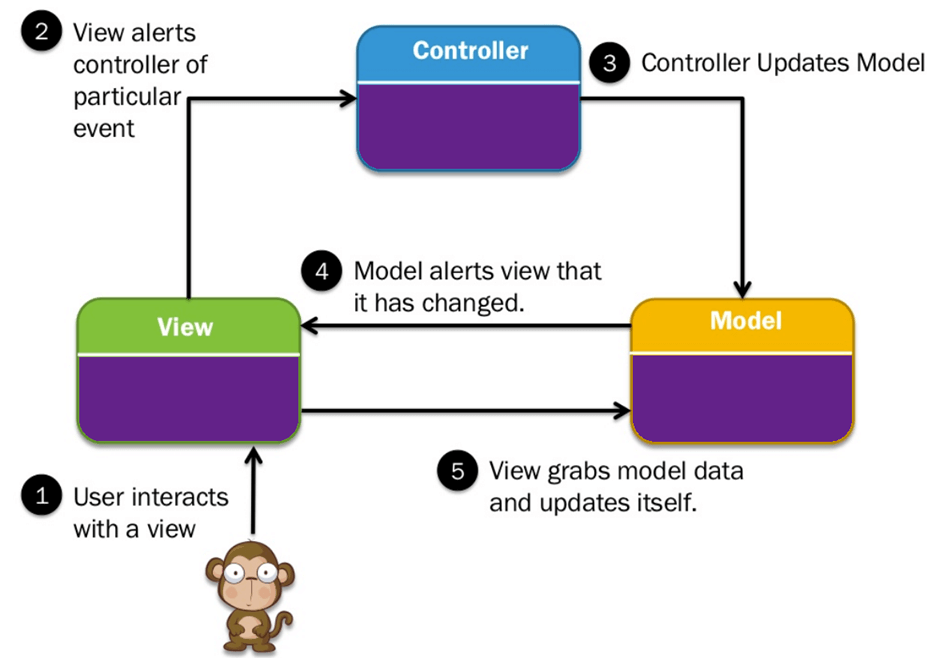 2
View alerts
controller of
particular
event
Controller
3
Controller Updates Model
4
Model alerts view that
it has changed.
View
Model
5
View grabs model data
and updates itself.
1
User interacts
with a view